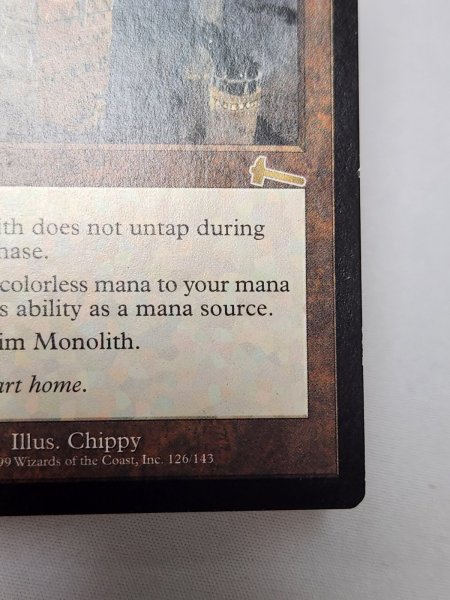 ith does not untap during
hase.
colorless mana to your mana
s ability as a mana source.
im Monolith.
art home.
Illus. Chippy
99 Wizards of the Coast, Inc. 126/143